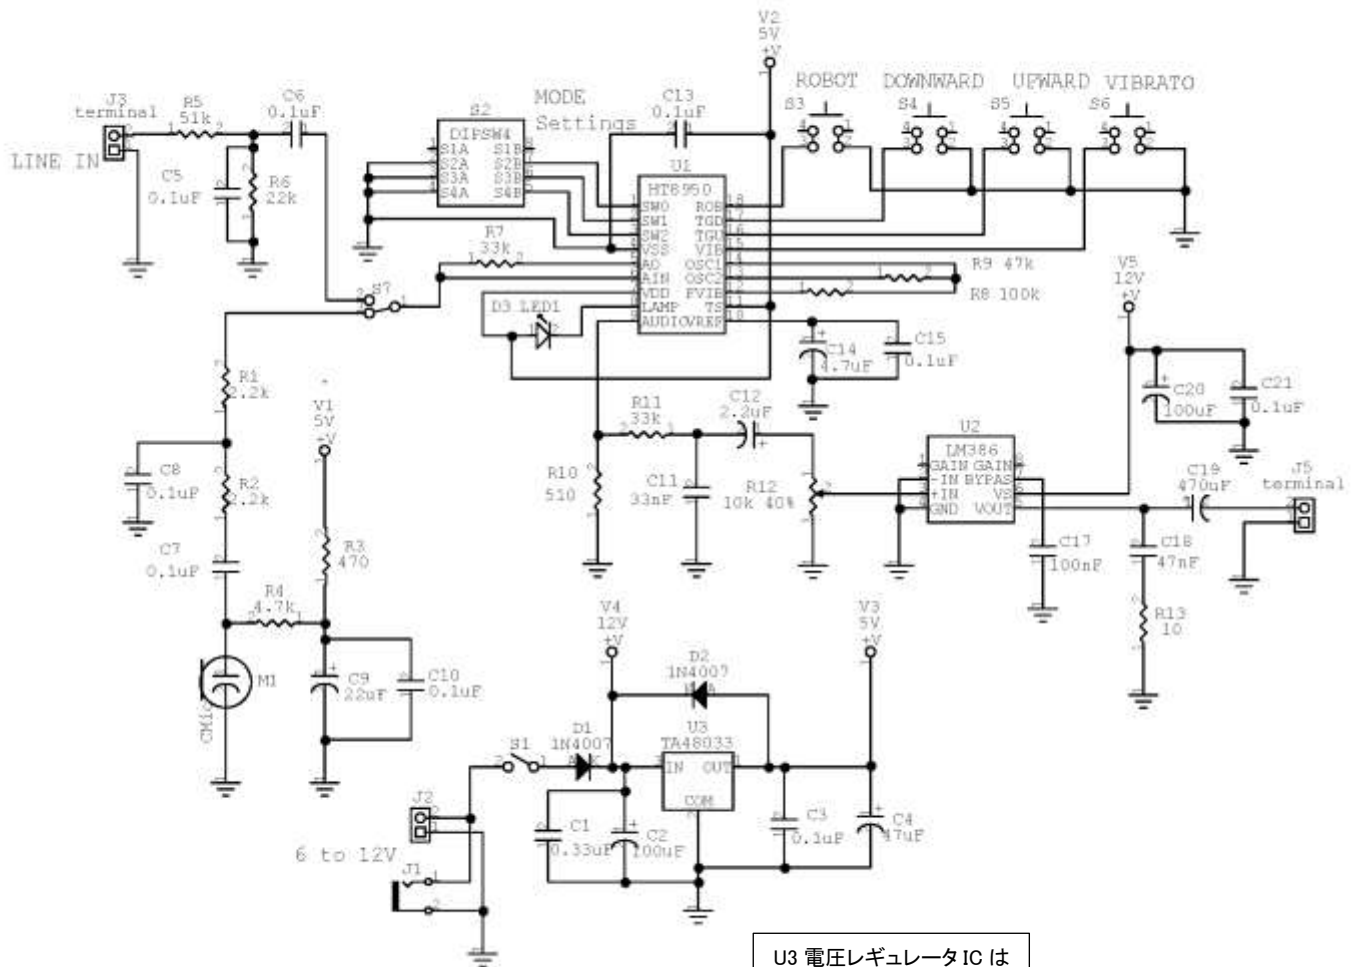 V2
5V
+V
ROBOT
DOWNWARD
UPWARD
VIBRATO
S3
S4
S5
S6
J3
terminal
R5
51k
C6
0.1uF
LINE IN
C5
0.1uF
R6
22k
S2
DIPSW4
S1A S1B
S2A S2B
S3A S3B
S4A S4B
MODE
Settings
C13
0.1uF
U1
HT8950
SW0 ROB
SW1 TGD
SW2 TGU
VSS VIB
AO OSC1
AIN OSC2
VDD FVIB
LAMP TS
AUDIO VREF
R7
33k
S7
D3 LED1
R9 47k
R8 100k
C14
4.7uF
C15
0.1uF
V5
12V
+V
C20
100uF
C21
0.1uF
R1
2.2k
V1
5V
+V
C8
0.1uF
R2
2.2k
C7
0.1uF
R3
470
R4
4.7k
M1
CMic
C9
22uF
C10
0.1uF
R11
33k
C12
2.2uF
R10
510
C11
33nF
R12
10k 40%
U2
LM386
GAIN GAIN
-IN BYPAS
+IN VS
GND VOUT
C17
100nF
C19
470uF
J5
terminal
C18
47nF
R13
10
V4
12V
+V
V3
5V
+V
D2
1N4007
S1
D1
1N4007
U3
TA48033
IN OUT
COM
J2
6 to 12V
J1
C1
0.33uF
C2
100uF
C3
0.1uF
C4
47uF
U3 電圧レギュレータIC は